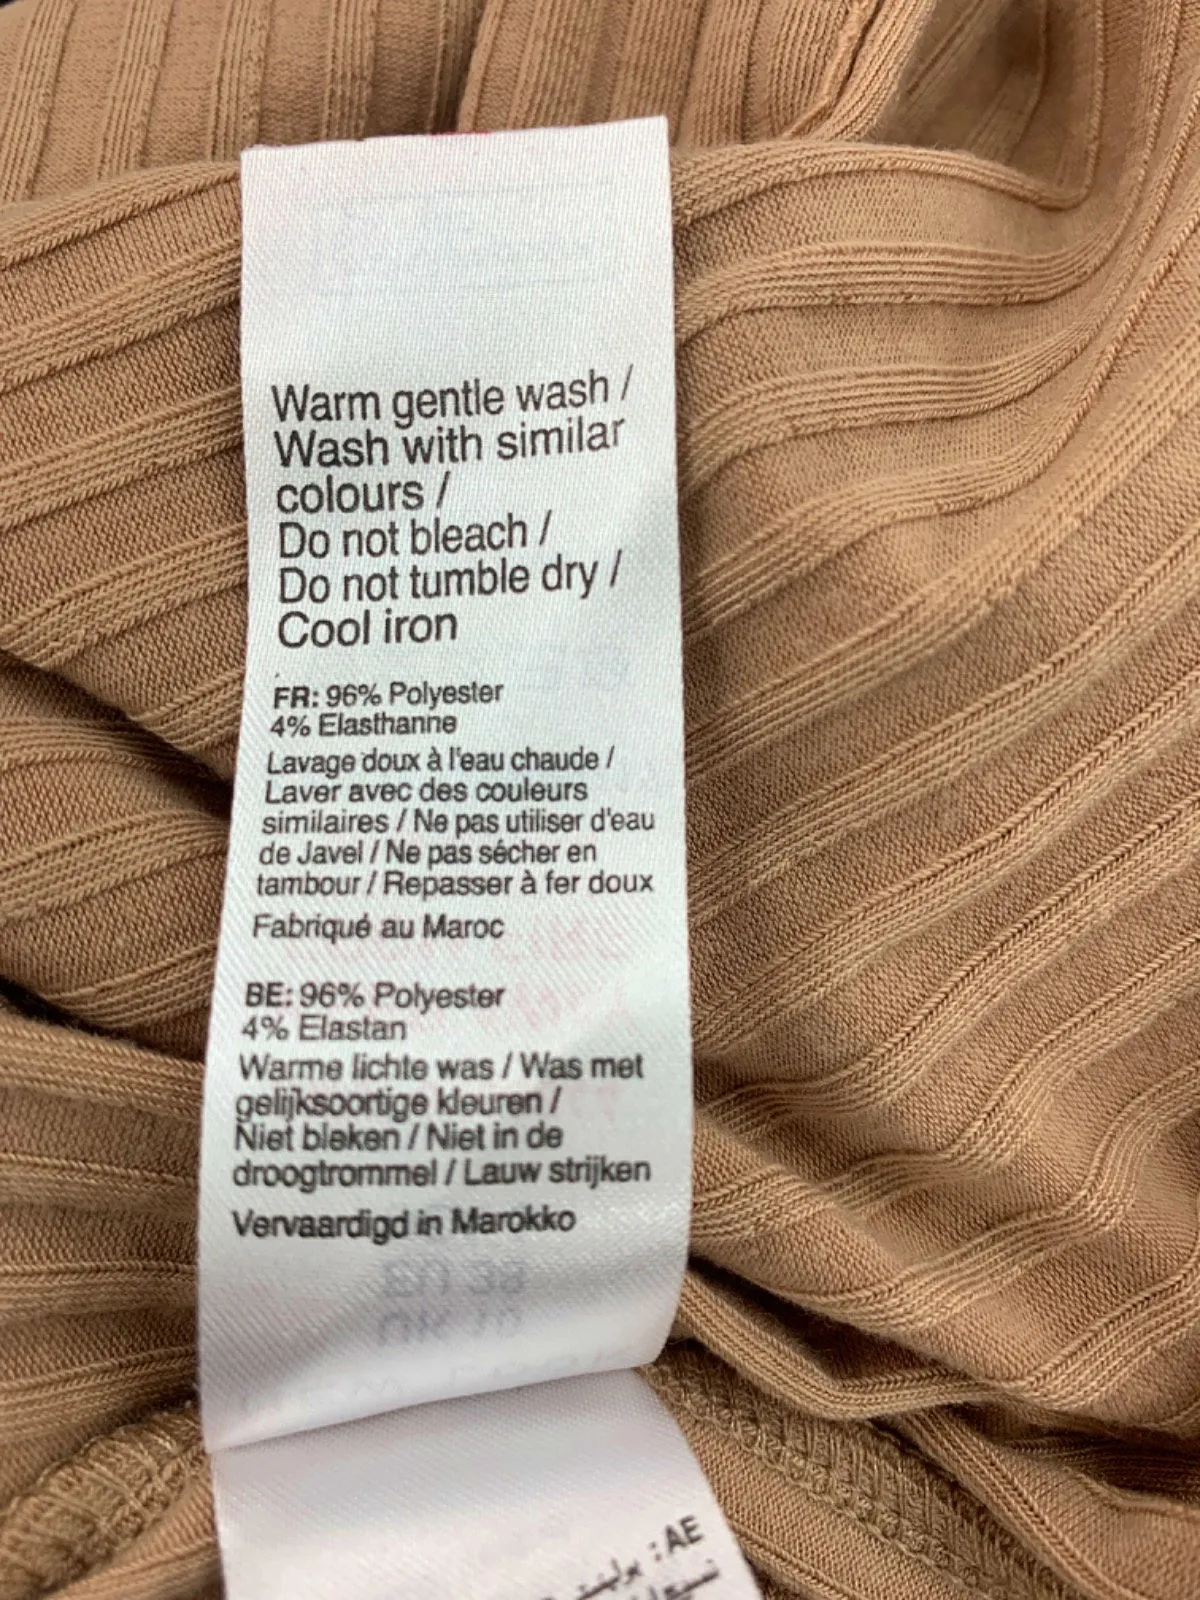 Warm gentle wash /
Wash with similar
colours /
Do not bleach /
Do not tumble dry /
Cool iron
FR: 96% Polyester
4% Elasthanne
Lavage doux à l'eau chaude /
Laver avec des couleurs
similaires / Ne pas utiliser d'eau
de Javel / Ne pas sécher en
tambour / Repasser à fer doux
Fabriqué au Maroc
BE: 96% Polyester
4% Elastan
Warme lichte was / Was met
gelijksoortige kleuren /
Niet bleken / Niet in de
droogtrommel / Lauw strijken
Vervaardigd in Marokko
AE: